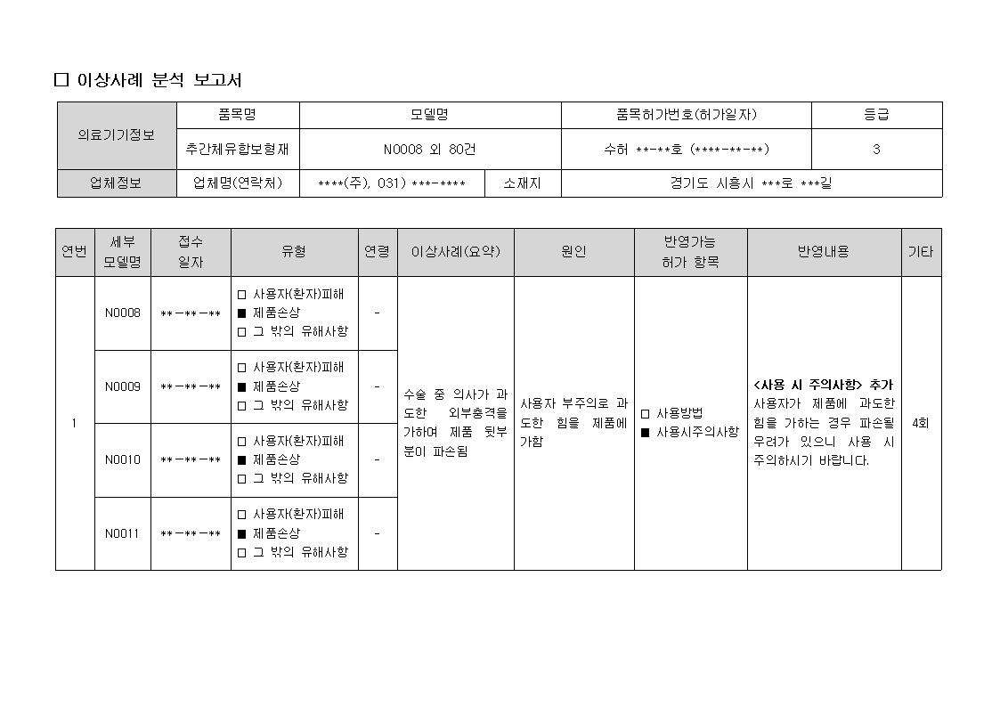 □ 이상사례 분석 보고서
의료기기정보
품목명
모델명
품목허가번호(허가일자)
등급
추간체유합보형재
N0008 외 80건
수허 **-**호 (****-**-**)
3
업체정보
업체명(연락처)
****(주), 031) ***-****
소재지
경기도 시흥시 ***로 ***길
연번
세부
모델명
접수
일자
유형
연령
이상사례(요약)
원인
반영가능
허가 항목
반영내용
기타
1
N0008
**-**-**
□ 사용자(환자)피해
■ 제품손상
□ 그 밖의 유해사항
-
N0009
**-**-**
□ 사용자(환자)피해
■ 제품손상
□ 그 밖의 유해사항
-
N0010
**-**-**
□ 사용자(환자)피해
■ 제품손상
□ 그 밖의 유해사항
-
N0011
**-**-**
□ 사용자(환자)피해
■ 제품손상
□ 그 밖의 유해사항
-
수술 중 의사가 과
도한 외부충격을
가하며 제품 뒷부
분이 파손됨
사용자 부주의로 과
도한 힘을 제품에
가함
□ 사용방법
■ 사용시주의사항
<사용 시 주의사항> 추가
사용자가 제품에 과도한
힘을 가하는 경우 파손될
우려가 있으니 사용 시
주의하시기 바랍니다.
4회